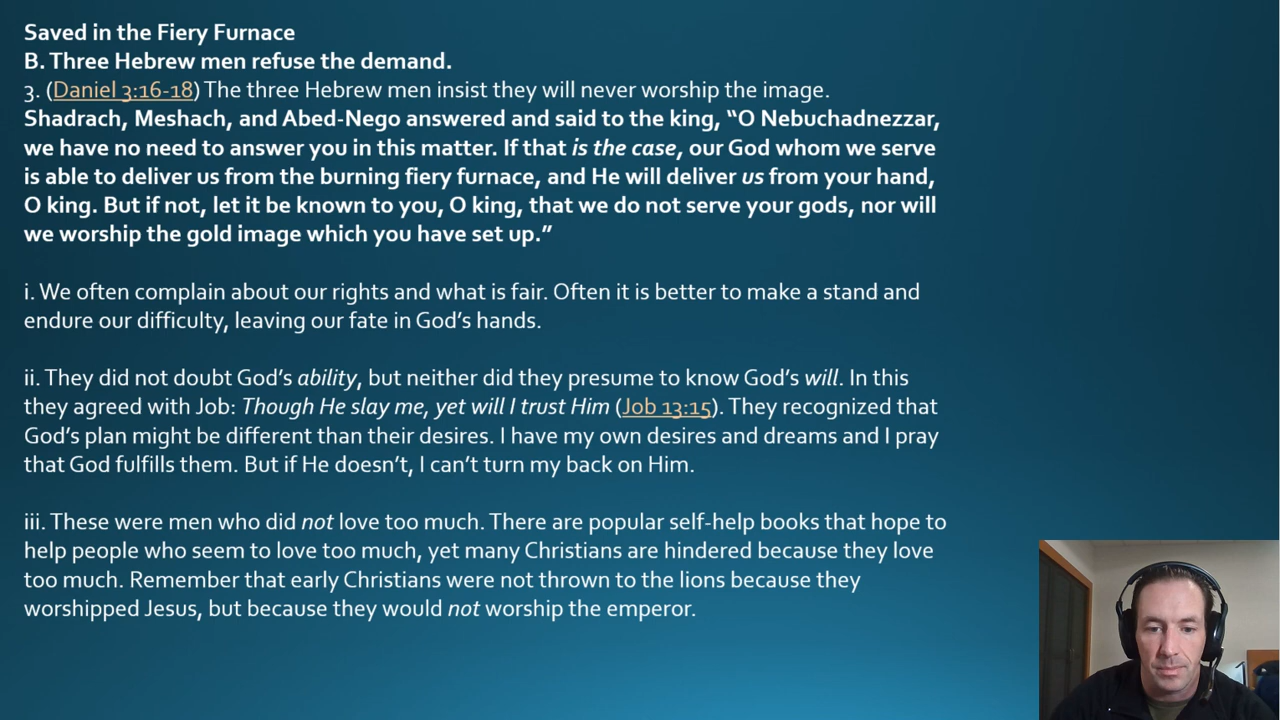 Saved in the Fiery Furnace
B. Three Hebrew men refuse the demand.
3. (Daniel 3:16-18) The three Hebrew men insist they will never worship the image.
Shadrach, Meshach, and Abed-Nego answered and said to the king, “O Nebuchadnezzar,
we have no need to answer you in this matter. If that is the case, our God whom we serve
is able to deliver us from the burning fiery furnace, and He will deliver us from your hand,
O king. But if not, let it be known to you, O king, that we do not serve your gods, nor will
we worship the gold image which you have set up.”
i. We often complain about our rights and what is fair. Often it is better to make a stand and
endure our difficulty, leaving our fate in God’s hands.
ii. They did not doubt God’s ability, but neither did they presume to know God’s will. In this
they agreed with Job: Though He slay me, yet will I trust Him (Job 13:15). They recognized that
God’s plan might be different than their desires. I have my own desires and dreams and I pray
that God fulfills them. But if He doesn’t, I can’t turn my back on Him.
iii. These were men who did not love too much. There are popular self-help books that hope to
help people who seem to love too much, yet many Christians are hindered because they love
too much. Remember that early Christians were not thrown to the lions because they
worshipped Jesus, but because they would not worship the emperor.